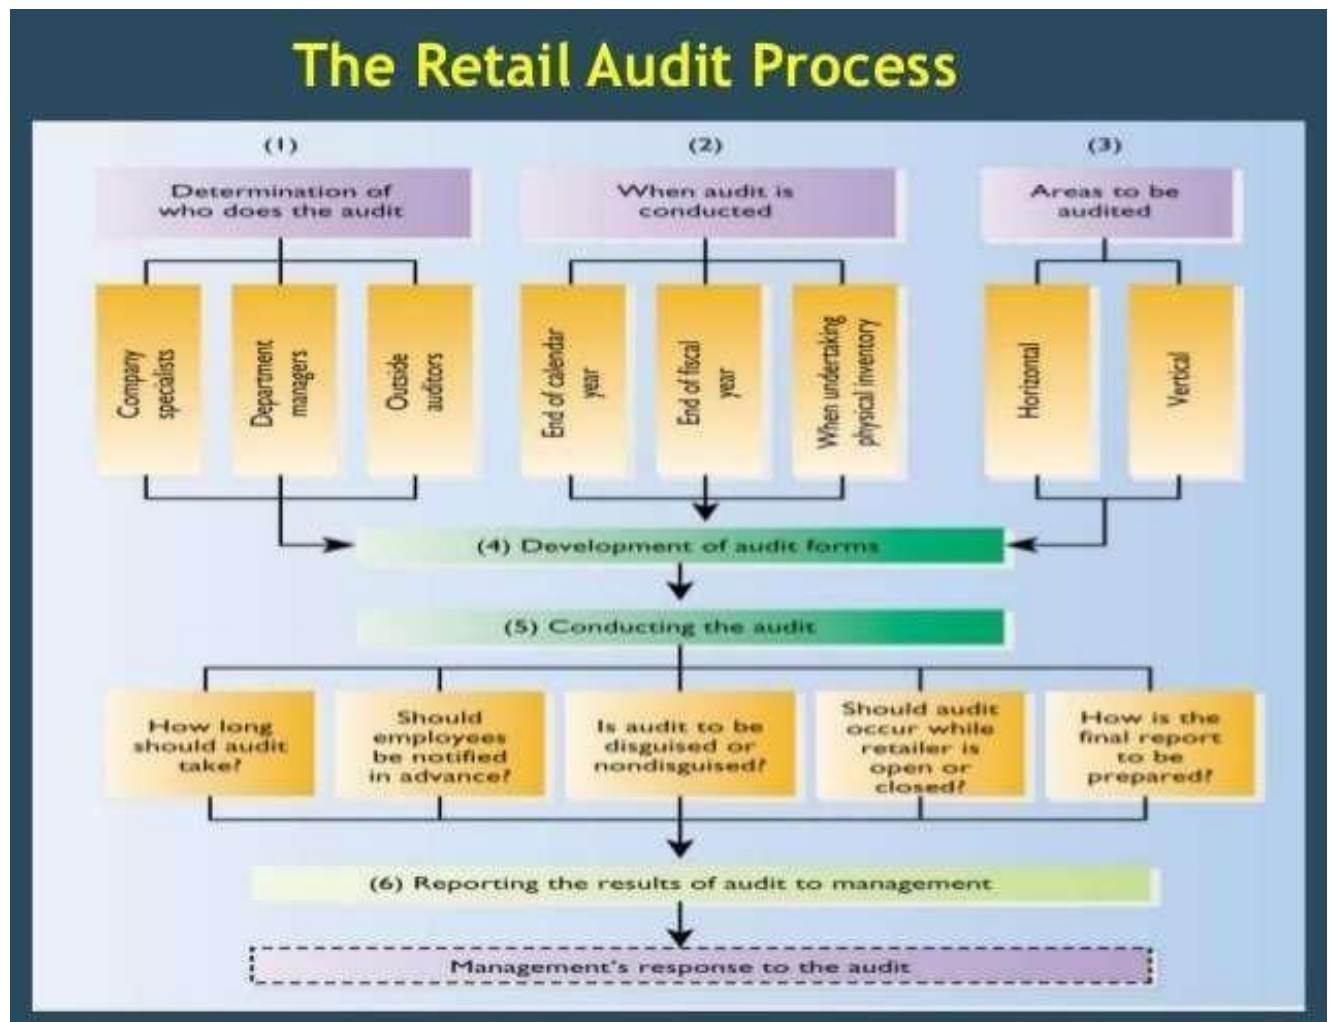 The Retail Audit Process
(1)
(2)
(3)
Determination of
who does the audit
When audit is
conducted
Areas to be
audited
Company
specialists
Department
managers
Outside
auditors
End of calendar
year
End of fiscal
year
When undertaking
physical inventory
Horizontal
Vertical
(4) Development of audit forms
(5) Conducting the audit
How long
should audit
take?
Should
employees
be notified
in advance?
Is audit to be
disguised or
nondisguised?
Should audit
occur while
retailer is
open or
closed?
How is the
final report
to be
prepared?
(6) Reporting the results of audit to management
Management's response to the audit